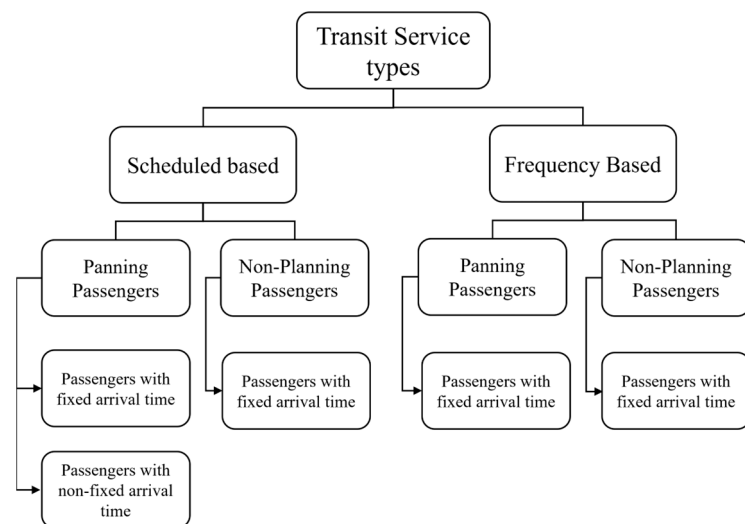 Transit Service
types
Scheduled based
Frequency Based
Panning
Passengers
Non-Planning
Passengers
Panning
Passengers
Non-Planning
Passengers
Passengers with
fixed arrival time
Passengers with
fixed arrival time
Passengers with
fixed arrival time
Passengers with
fixed arrival time
Passengers with
non-fixed arrival
time